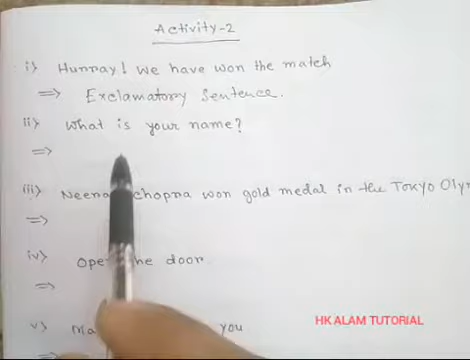 Activity-2
i) Hurray! We have won the match
⇒ Exclamatory Sentence.
ii) What is your name?
⇒
iii) chopra won gold medal in the Tokyo
⇒
iv) the door.
⇒
v) you
HK ALAM TUTORIAL